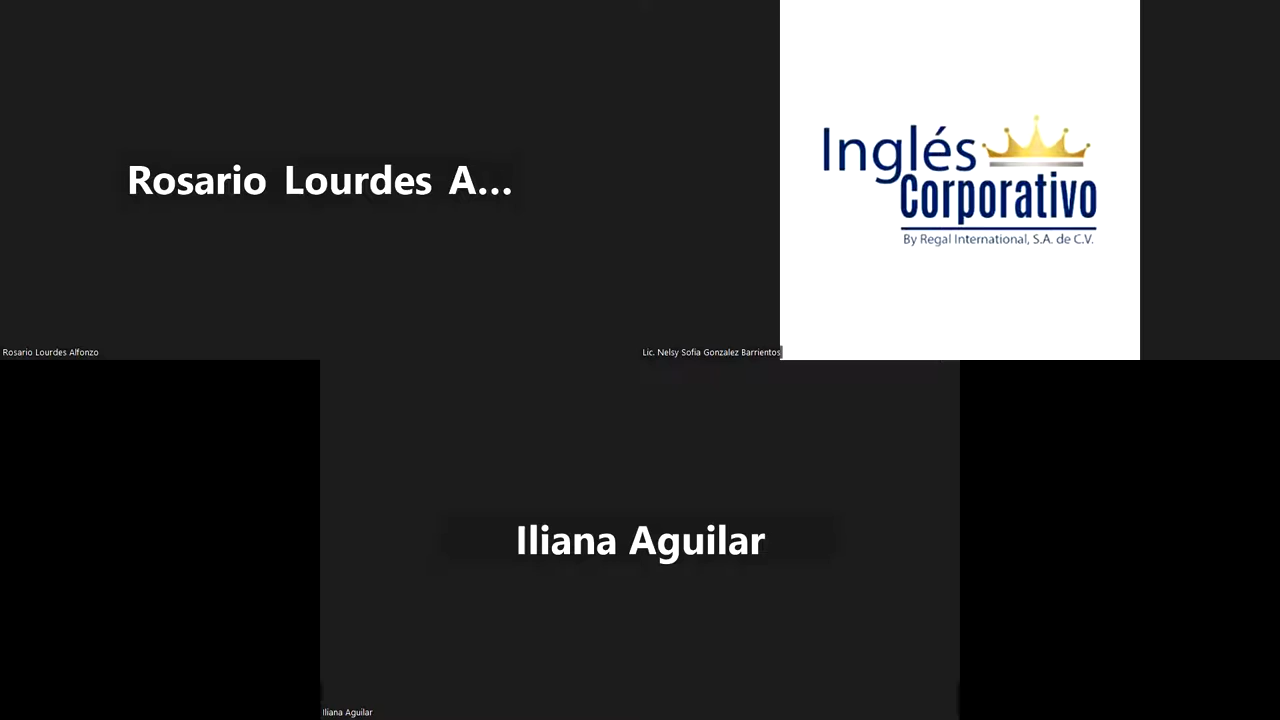 Rosario Lourdes A...
Rosario Lourdes Alfonzo
Inglés
Corporativo
By Regal International, S.A. de C.V.
Lic. Nelsy Sofia Gonzalez Barrientos
Iliana Aguilar
Iliana Aguilar